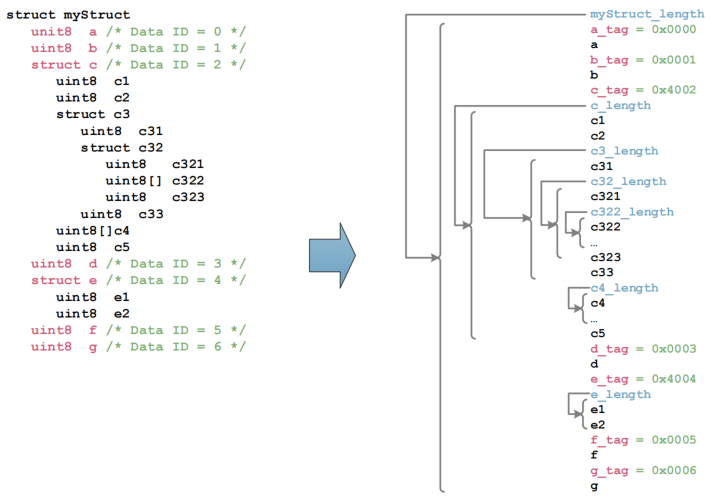 struct myStruct
unit8 a /* Data ID = 0 */
uint8 b /* Data ID = 1 */
struct c /* Data ID = 2 */
uint8 c1
uint8 c2
struct c3
uint8 c31
struct c32
uint8 c321
uint8[] c322
uint8 c323
uint8 c33
uint8[]c4
uint8 c5
uint8 d /* Data ID = 3 */
struct e /* Data ID = 4 */
uint8 e1
uint8 e2
uint8 f /* Data ID = 5 */
uint8 g /* Data ID = 6 */
myStruct_length
a_tag = 0x0000
a
b_tag = 0x0001
b
c_tag = 0x4002
c_length
c1
c2
c3_length
c31
c32_length
c321
c322_length
c322
…
c323
c33
c4_length
c4
…
c5
d_tag = 0x0003
d
e_tag = 0x4004
e_length
e1
e2
f_tag = 0x0005
f
g_tag = 0x0006
g